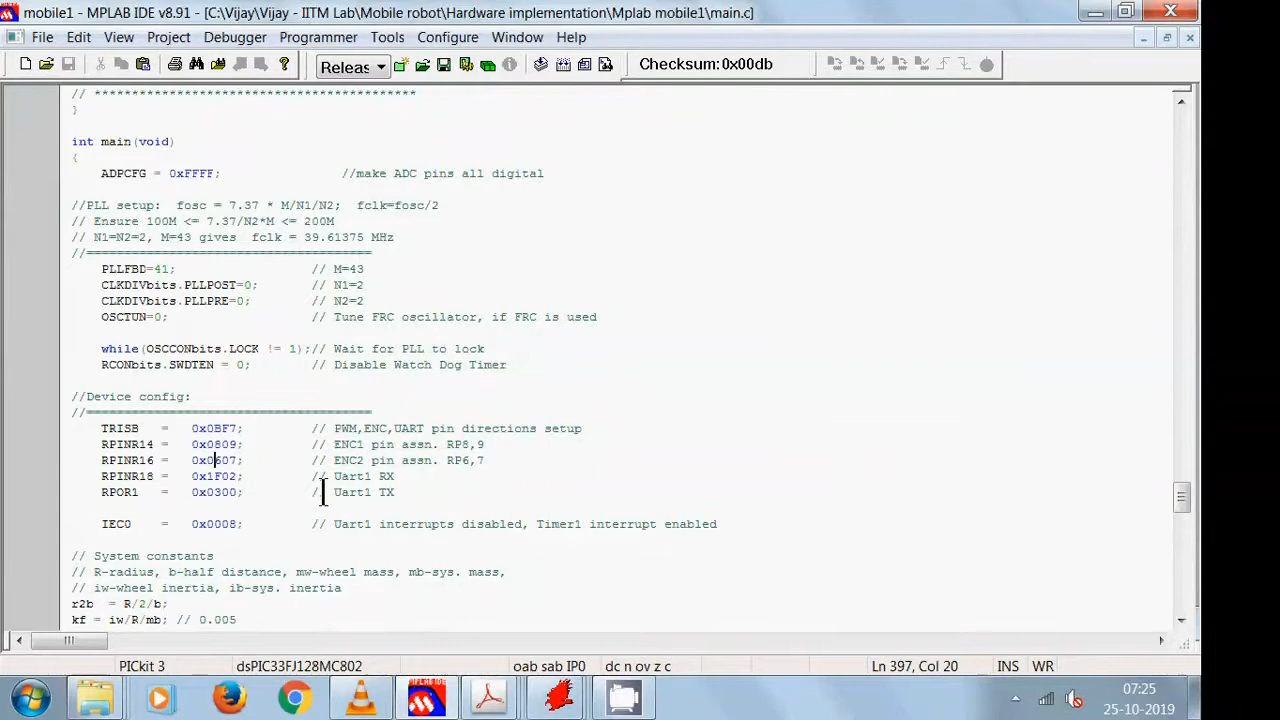 mobile1 - MPLAB IDE v8.91 - [C:\Vijay\Vijay - IITM Lab\Mobile robot\Hardware implementation\Mplab mobile1\main.c]
File Edit View Project Debugger Programmer Tools Configure Window Help
Releas Checksum: 0x00db
// ******************************************
}
int main(void)
{
ADPCFG = 0xFFFF; //make ADC pins all digital
//PLL setup: fosc = 7.37 * M/N1/N2; fclk=fosc/2
// Ensure 100M <= 7.37/N2*M <= 200M
// N1=N2=2, M=43 gives fclk = 39.61375 MHz
//======================================
PLLFBD=41; // M=43
CLKDIVbits.PLLPOST=0; // N1=2
CLKDIVbits.PLLPRE=0; // N2=2
OSCTUN=0; // Tune FRC oscillator, if FRC is used
while(OSCCONbits.LOCK != 1);// Wait for PLL to lock
RCONbits.SWDTEN = 0; // Disable Watch Dog Timer
//Device config:
//======================================
TRISB = 0x0BF7; // PWM,ENC,UART pin directions setup
RPINR14 = 0x0809; // ENC1 pin assn. RP8,9
RPINR16 = 0x0607; // ENC2 pin assn. RP6,7
RPINR18 = 0x1F02; // Uart1 RX
RPOR1 = 0x0300; // Uart1 TX
IEC0 = 0x0008; // Uart1 interrupts disabled, Timer1 interrupt enabled
// System constants
// R-radius, b-half distance, mw-wheel mass, mb-sys. mass,
// iw-wheel inertia, ib-sys. inertia
r2b = R/2/b;
kf = iw/R/mb; // 0.005
PICkit 3 dsPIC33FJ128MC802 oab sab IP0 dc n ov z c Ln 397, Col 20 INS WR
07:25
25-10-2019